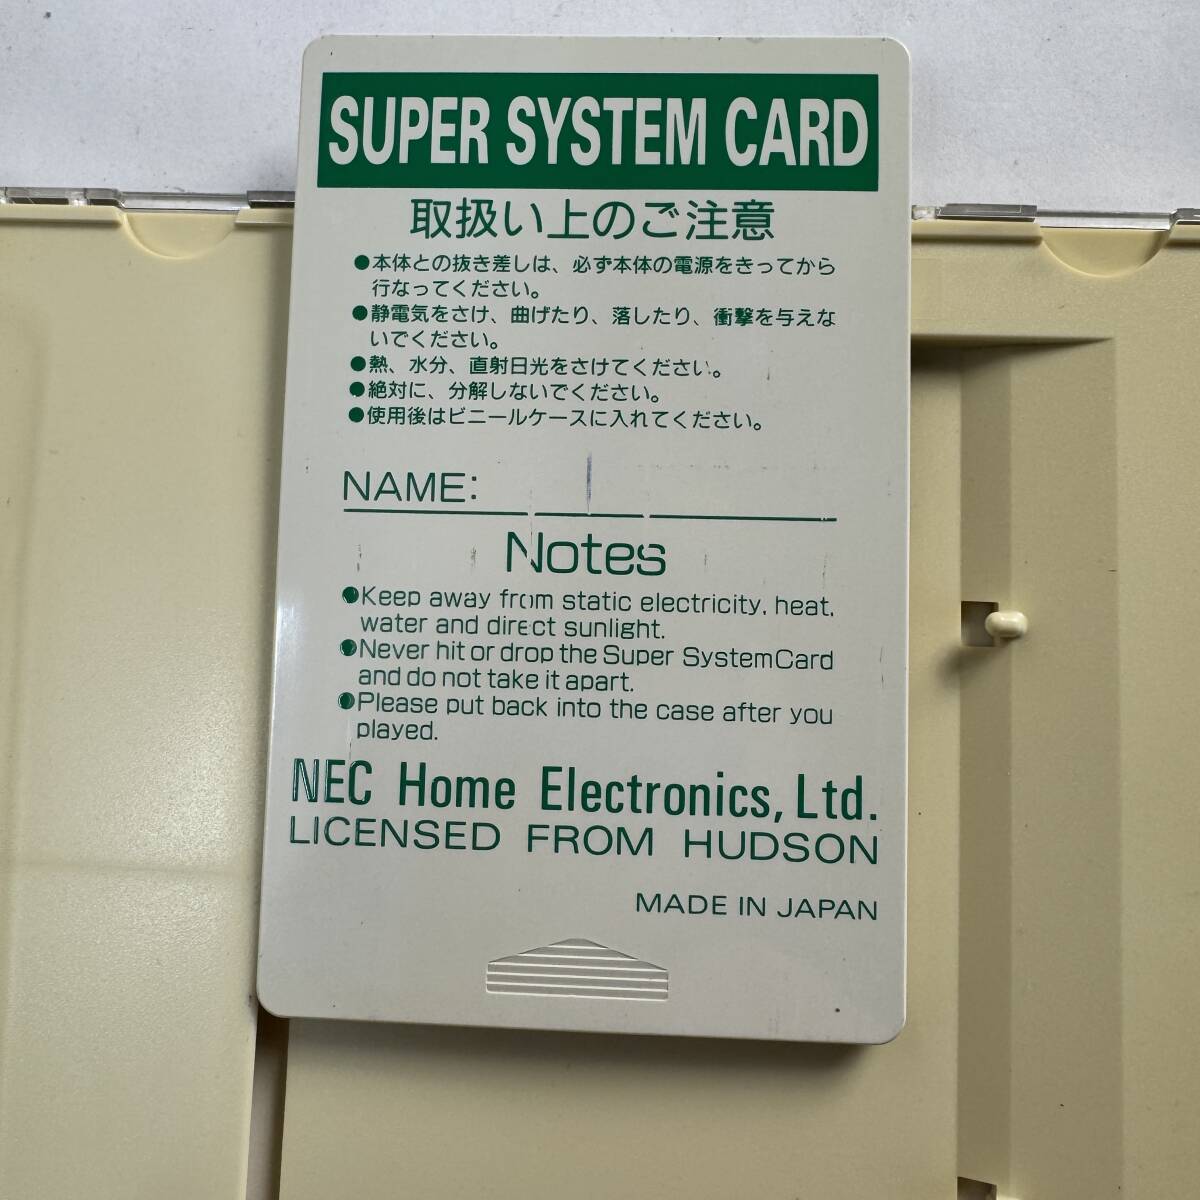 SUPER SYSTEM CARD
取扱い上のご注意
●本体との抜き差しは、必ず本体の電源をきってから
行なってください。
●静電気をさけ、曲げたり、落したり、衝撃を与えな
いでください。
●熱、水分、直射日光をさけてください。
●絶対に、分解しないでください。
●使用後はビニールケースに入れてください。
NAME:
Notes
●Keep away from static electricity, heat,
water and direct sunlight.
●Never hit or drop the Super SystemCard
and do not take it apart.
●Please put back into the case after you
played.
NEC Home Electronics, Ltd.
LICENSED FROM HUDSON
MADE IN JAPAN